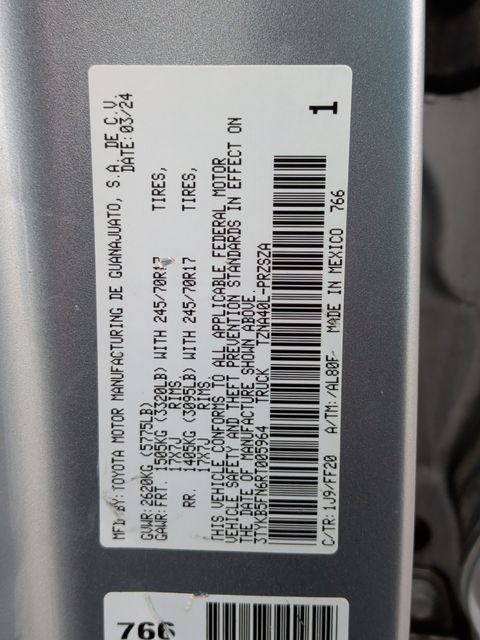 MFD BY: TOYOTA MOTOR MANUFACTURING DE GUANAJUATO, S.A. DE C.V.
DATE: 03/24
GVWR: 2620KG (5775LB)
GAWR: FRT. 1505KG (3320LB) WITH 245/70R17 TIRES,
17X7J RIMS.
RR. 1405KG (3095LB) WITH 245/70R17 TIRES,
17X7J RIMS.
THIS VEHICLE CONFORMS TO ALL APPLICABLE FEDERAL MOTOR
VEHICLE SAFETY AND THEFT PREVENTION STANDARDS IN EFFECT ON
THE DATE OF MANUFACTURE SHOWN ABOVE.
3TYKB5FN6RT005964 TRUCK TZNA40L-PRZSZA
C/TR: 1J9/FF20 A/TM: /AL80F- MADE IN MEXICO 766
1
766